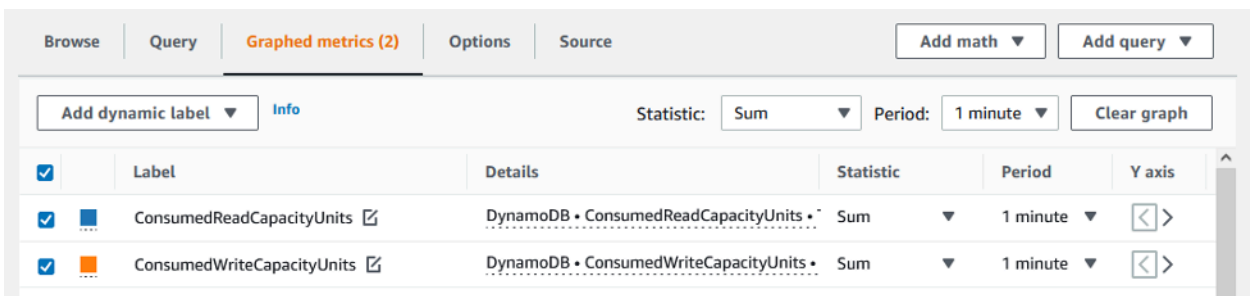 Browse Query Graphed metrics (2) Options Source Add math Add query
Add dynamic label Info Statistic: Sum Period: 1 minute Clear graph
Label Details Statistic Period Y axis
ConsumedReadCapacityUnits DynamoDB • ConsumedReadCapacityUnits • Sum 1 minute
ConsumedWriteCapacityUnits DynamoDB • ConsumedWriteCapacityUnits • Sum 1 minute